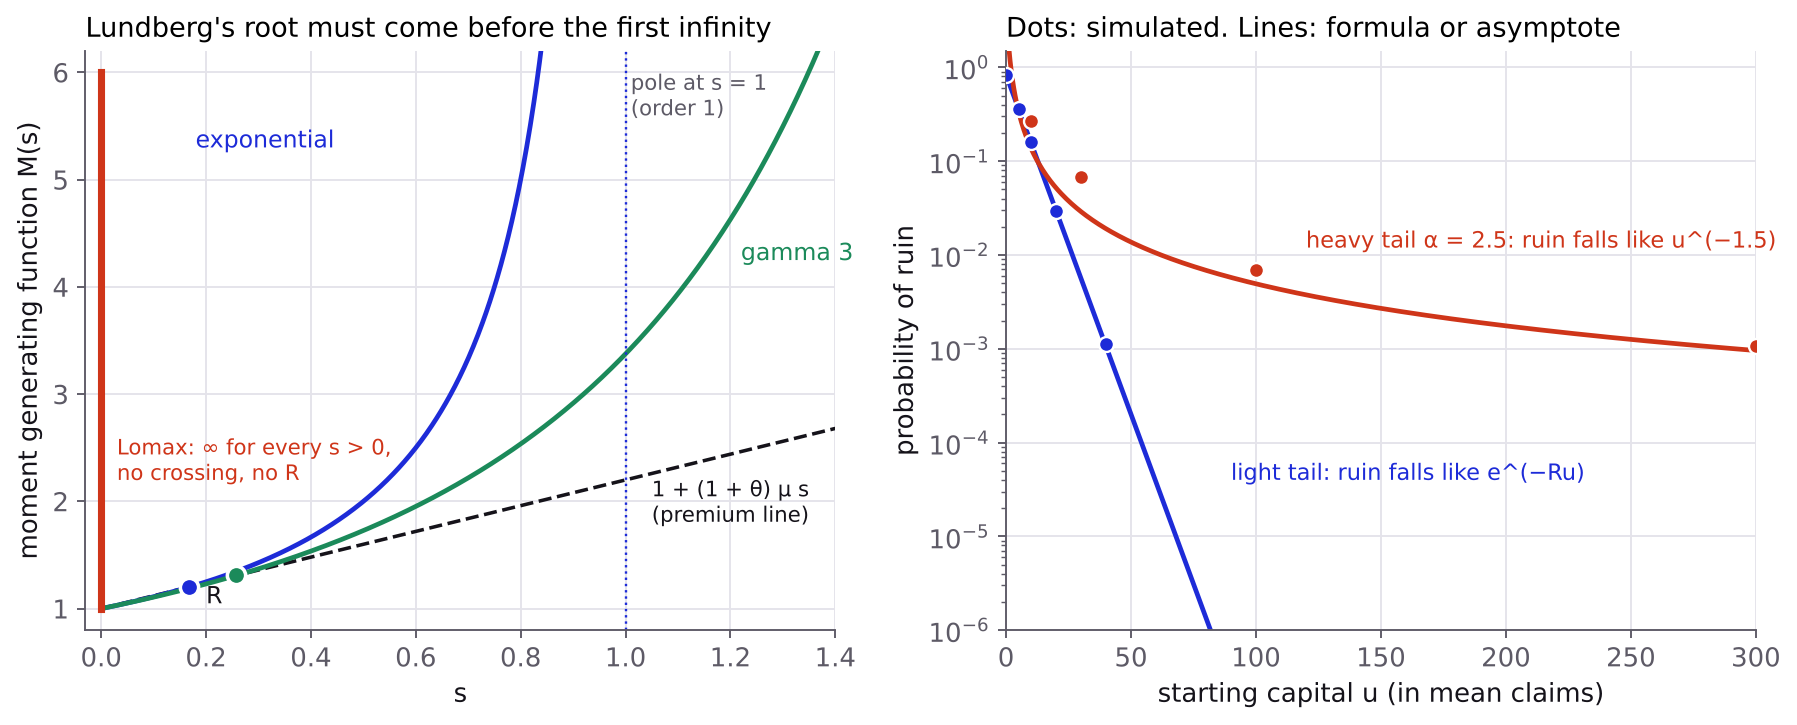 Lundberg's root must come before the first infinity
moment generating function M(s)
6
5
4
3
2
1
0.0
0.2
0.4
0.6
0.8
1.0
1.2
1.4
s
exponential
pole at s = 1
(order 1)
gamma 3
Lomax: ∞ for every s > 0,
no crossing, no R
1 + (1 + θ) μ s
(premium line)
R
Dots: simulated. Lines: formula or asymptote
probability of ruin
10⁰
10⁻¹
10⁻²
10⁻³
10⁻⁴
10⁻⁵
10⁻⁶
0
50
100
150
200
250
300
starting capital u (in mean claims)
heavy tail α = 2.5: ruin falls like u^(−1.5)
light tail: ruin falls like e^(−Ru)